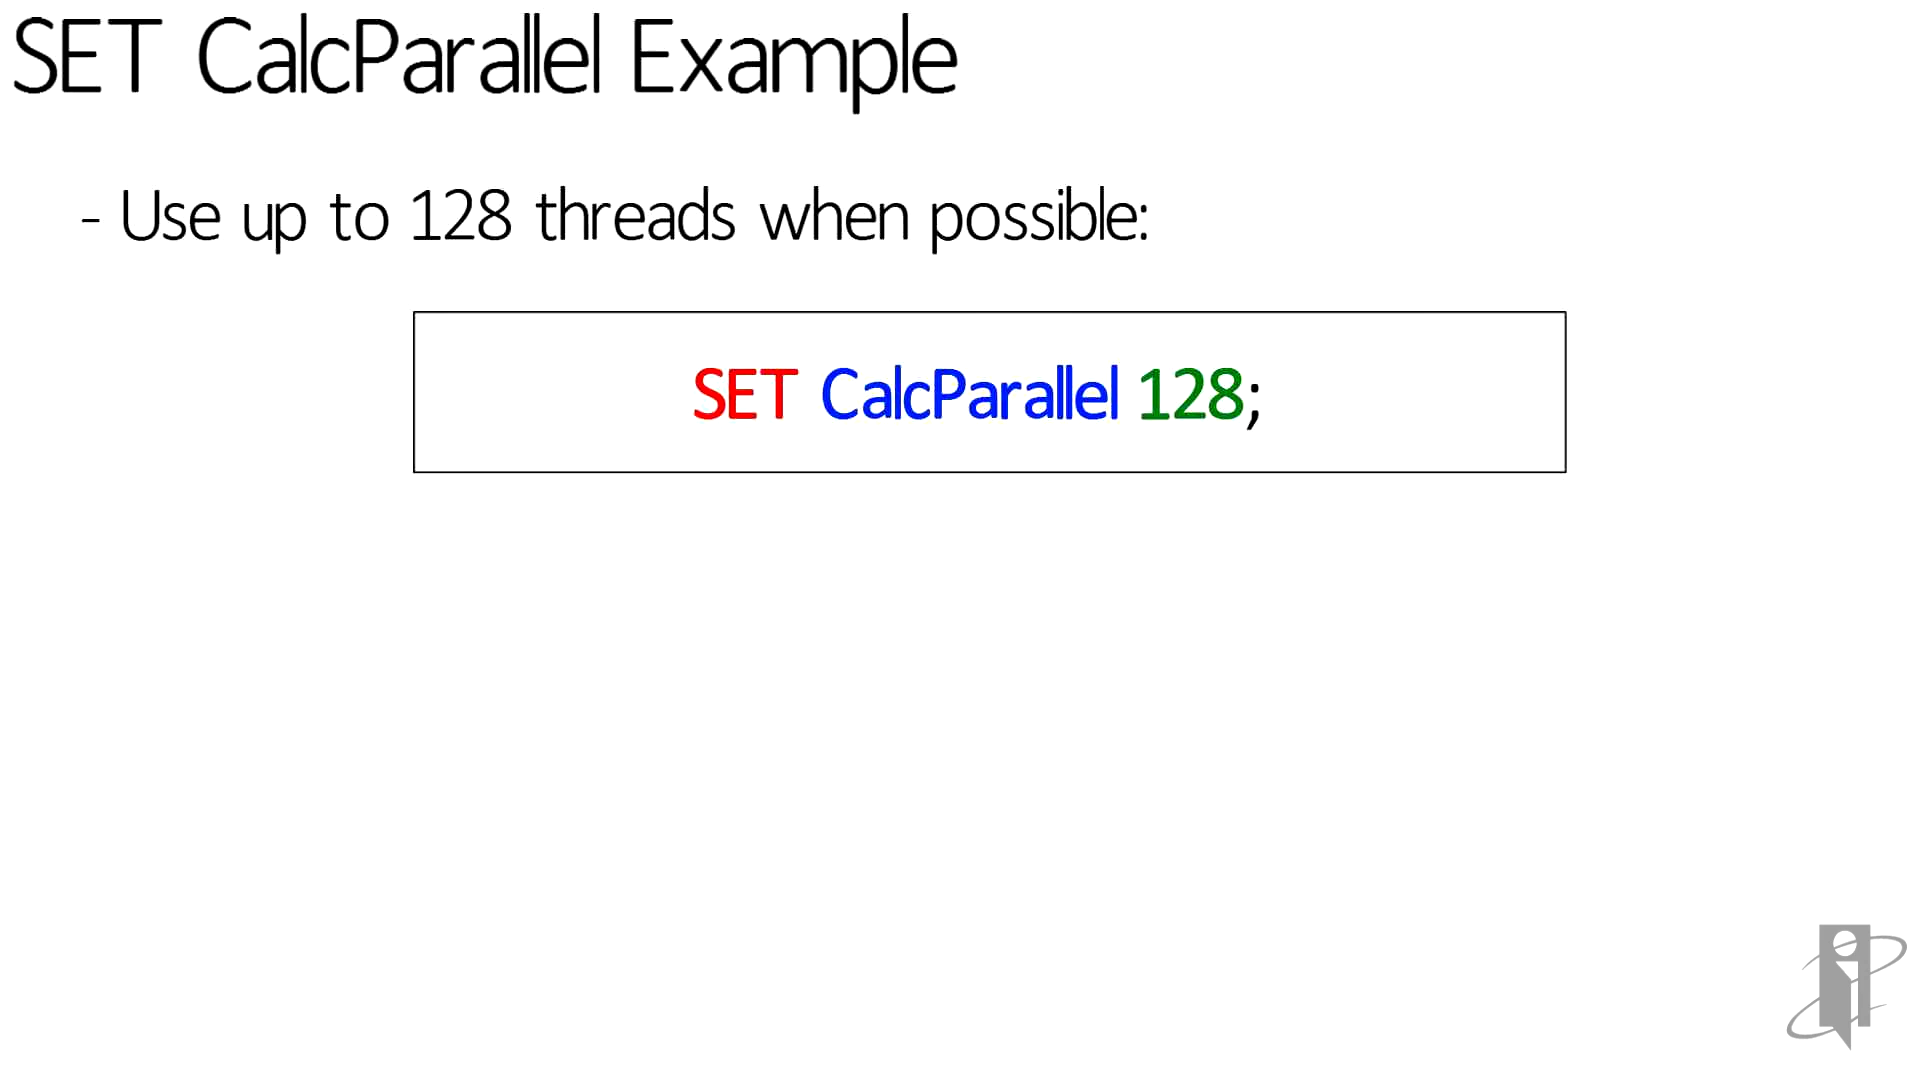 SET CalcParallel Example
- Use up to 128 threads when possible:
SET CalcParallel 128;